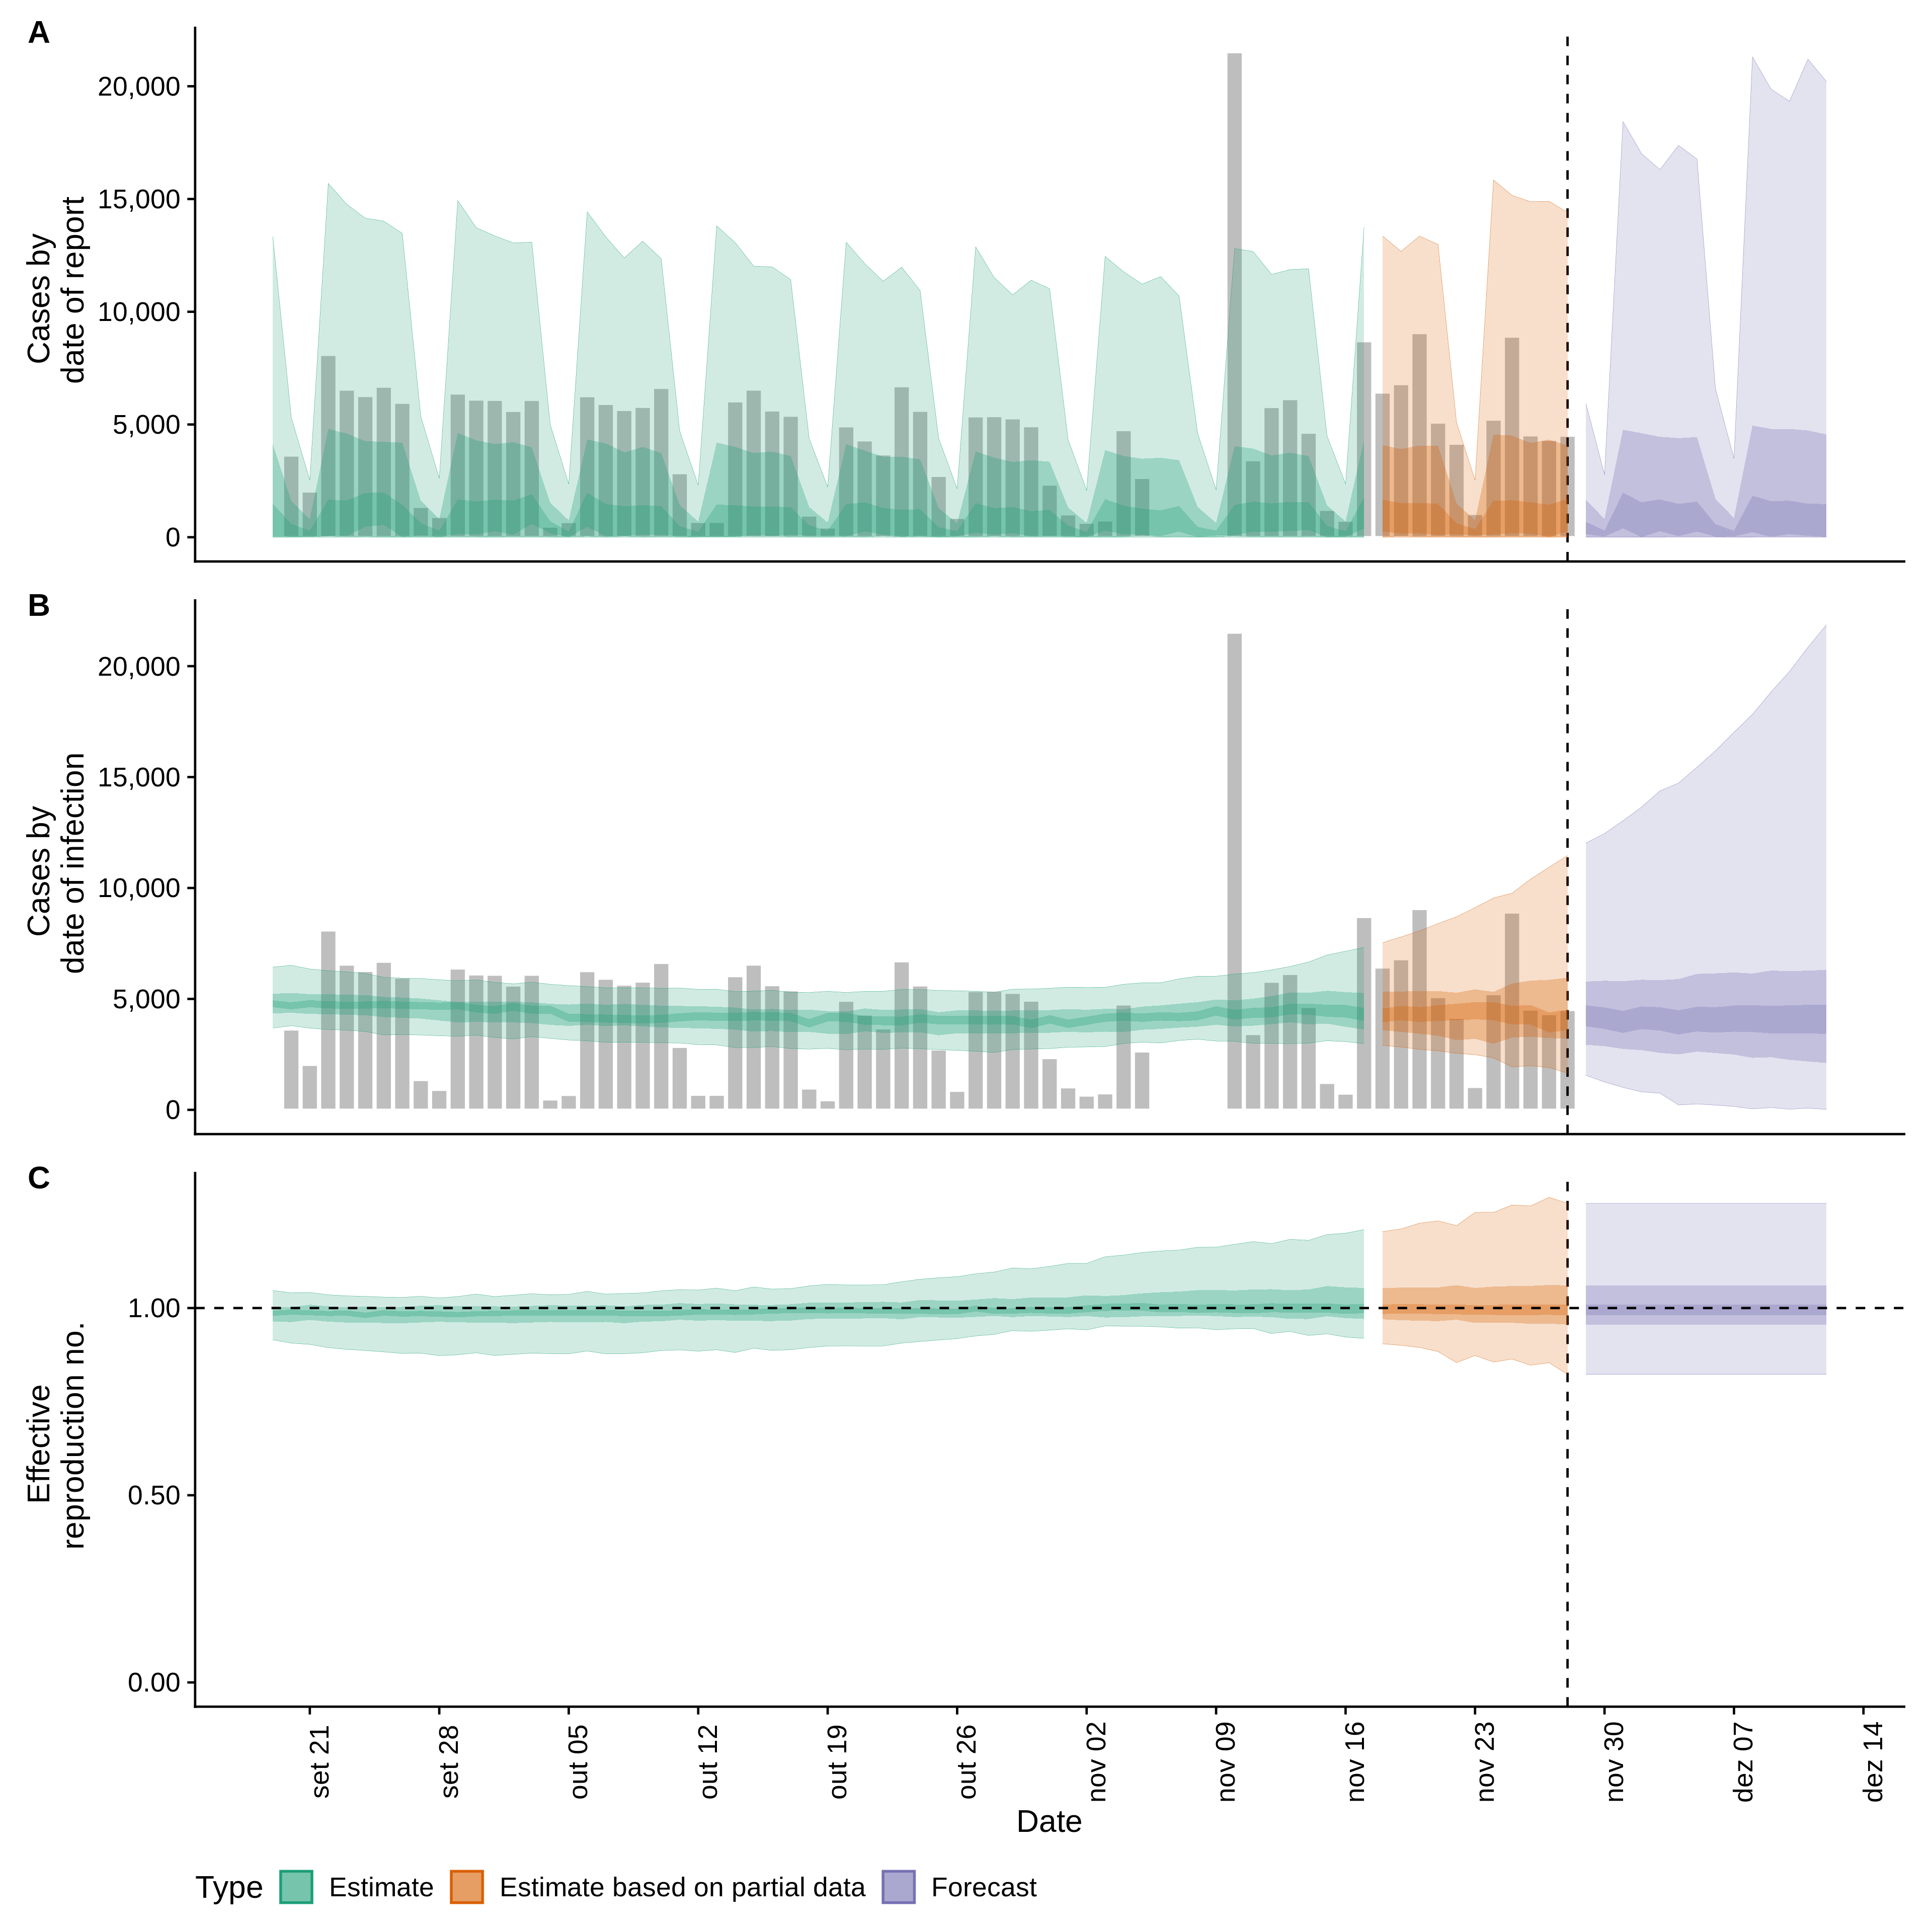 A
Cases by
date of report
20,000
15,000
10,000
5,000
0
B
Cases by
date of infection
20,000
15,000
10,000
5,000
0
C
Effective
reproduction no.
1.00
0.50
0.00
set 21
set 28
out 05
out 12
out 19
out 26
nov 02
nov 09
nov 16
nov 23
nov 30
dez 07
dez 14
Date
Type Estimate Estimate based on partial data Forecast